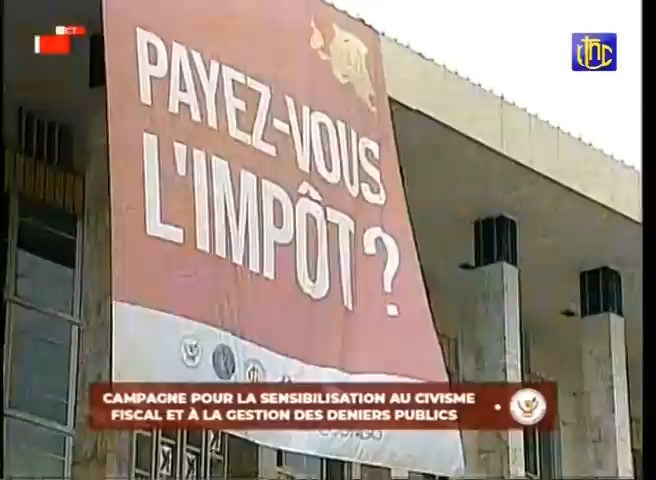 PAYEZ-VOUS
L'IMPÔT ?
CAMPAGNE POUR LA SENSIBILISATION AU CIVISME
FISCAL ET À LA GESTION DES DENIERS PUBLICS